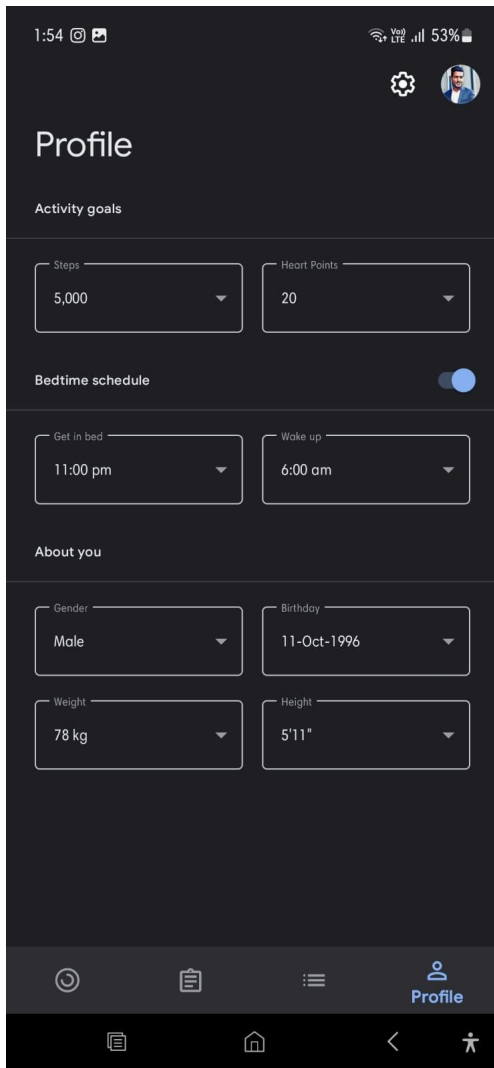 1:54 Vo)) LTE 53%
Profile
Activity goals
Steps
5,000
Heart Points
20
Bedtime schedule
Get in bed
11:00 pm
Wake up
6:00 am
About you
Gender
Male
Birthday
11-Oct-1996
Weight
78 kg
Height
5'11"
Profile